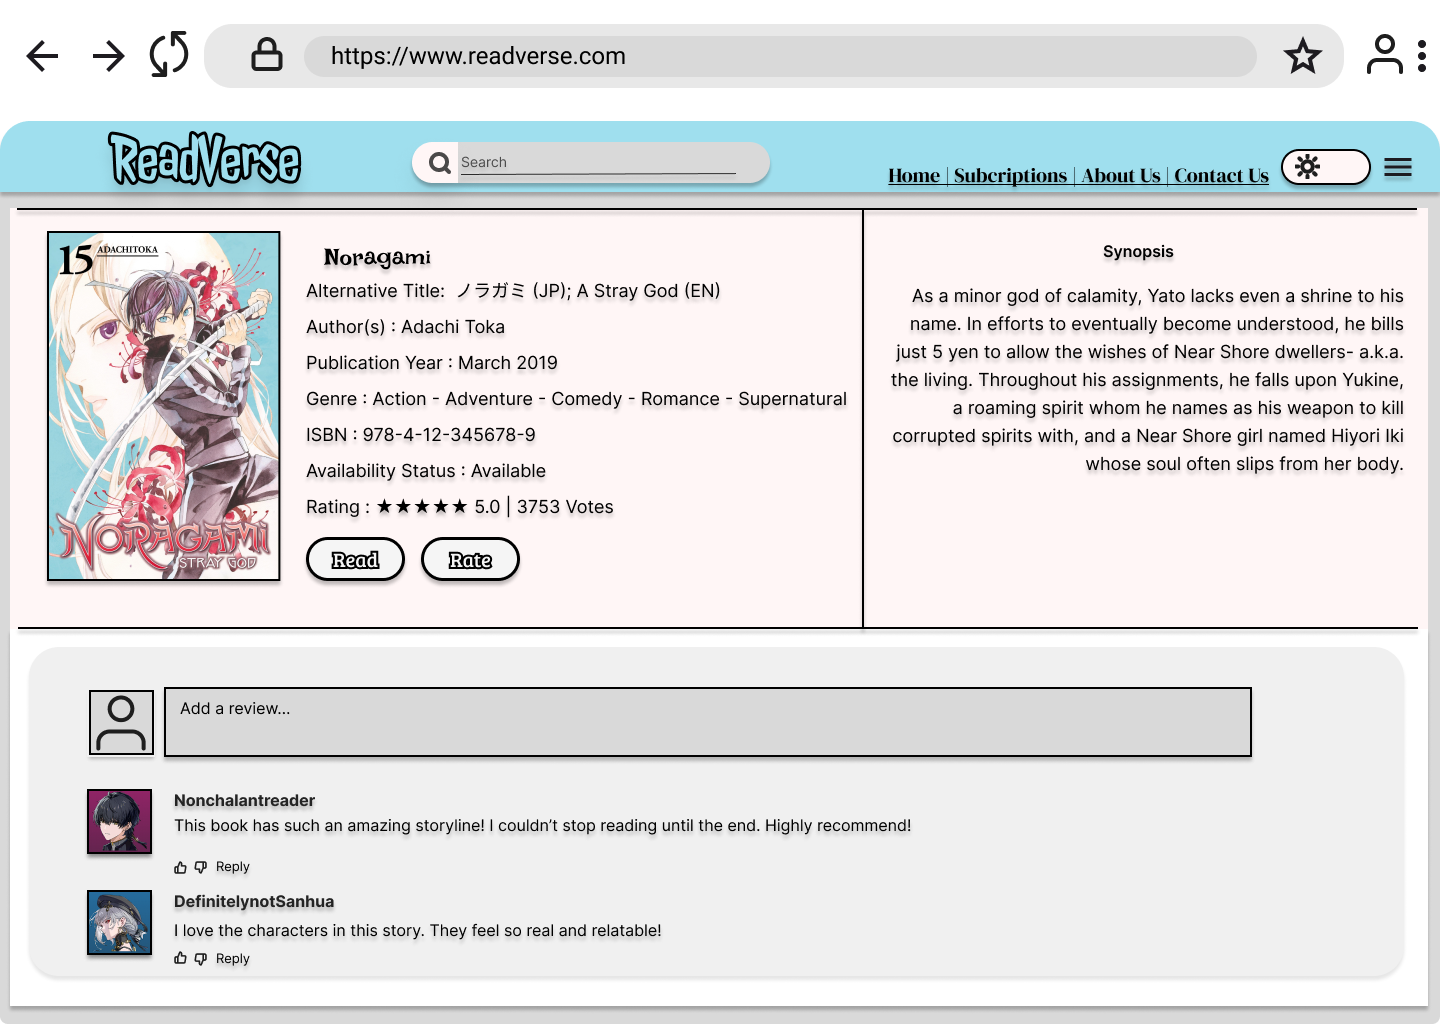 https://www.readverse.com
ReadVerse
Search
Home | Subcriptions | About Us | Contact Us
15 ADACHITOKA
NORAGAMI
STRAY GOD
Noragami
Alternative Title: ノラガミ (JP); A Stray God (EN)
Author(s) : Adachi Toka
Publication Year : March 2019
Genre : Action - Adventure - Comedy - Romance - Supernatural
ISBN : 978-4-12-345678-9
Availability Status : Available
Rating : ★★★★★ 5.0 | 3753 Votes
Read Rate
Synopsis
As a minor god of calamity, Yato lacks even a shrine to his
name. In efforts to eventually become understood, he bills
just 5 yen to allow the wishes of Near Shore dwellers- a.k.a.
the living. Throughout his assignments, he falls upon Yukine,
a roaming spirit whom he names as his weapon to kill
corrupted spirits with, and a Near Shore girl named Hiyori Iki
whose soul often slips from her body.
Add a review...
Nonchalantreader
This book has such an amazing storyline! I couldn’t stop reading until the end. Highly recommend!
Reply
DefinitelynotSanhua
I love the characters in this story. They feel so real and relatable!
Reply